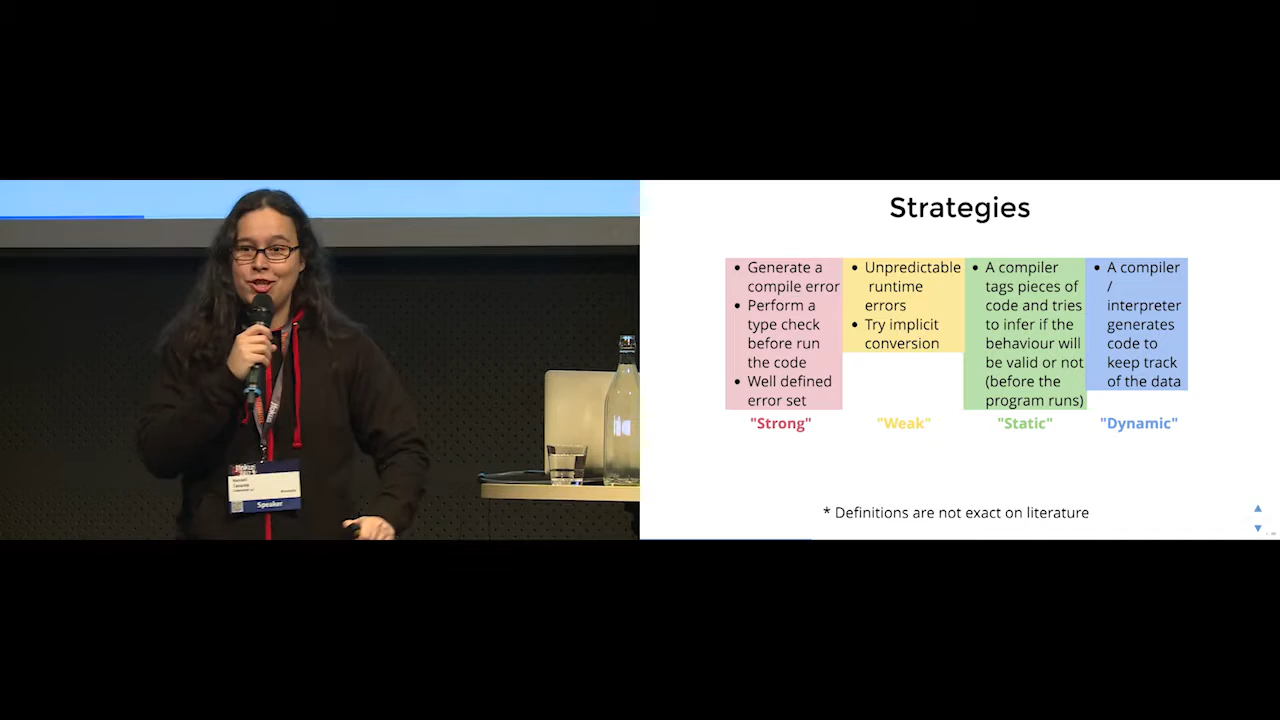 Strategies
• Generate a
compile error
• Perform a
type check
before run
the code
• Well defined
error set
"Strong"
• Unpredictable
runtime
errors
• Try implicit
conversion
"Weak"
• A compiler
tags pieces of
code and tries
to infer if the
behaviour will
be valid or not
(before the
program runs)
"Static"
• A compiler
/
interpreter
generates
code to
keep track
of the data
"Dynamic"
* Definitions are not exact on literature
Speaker